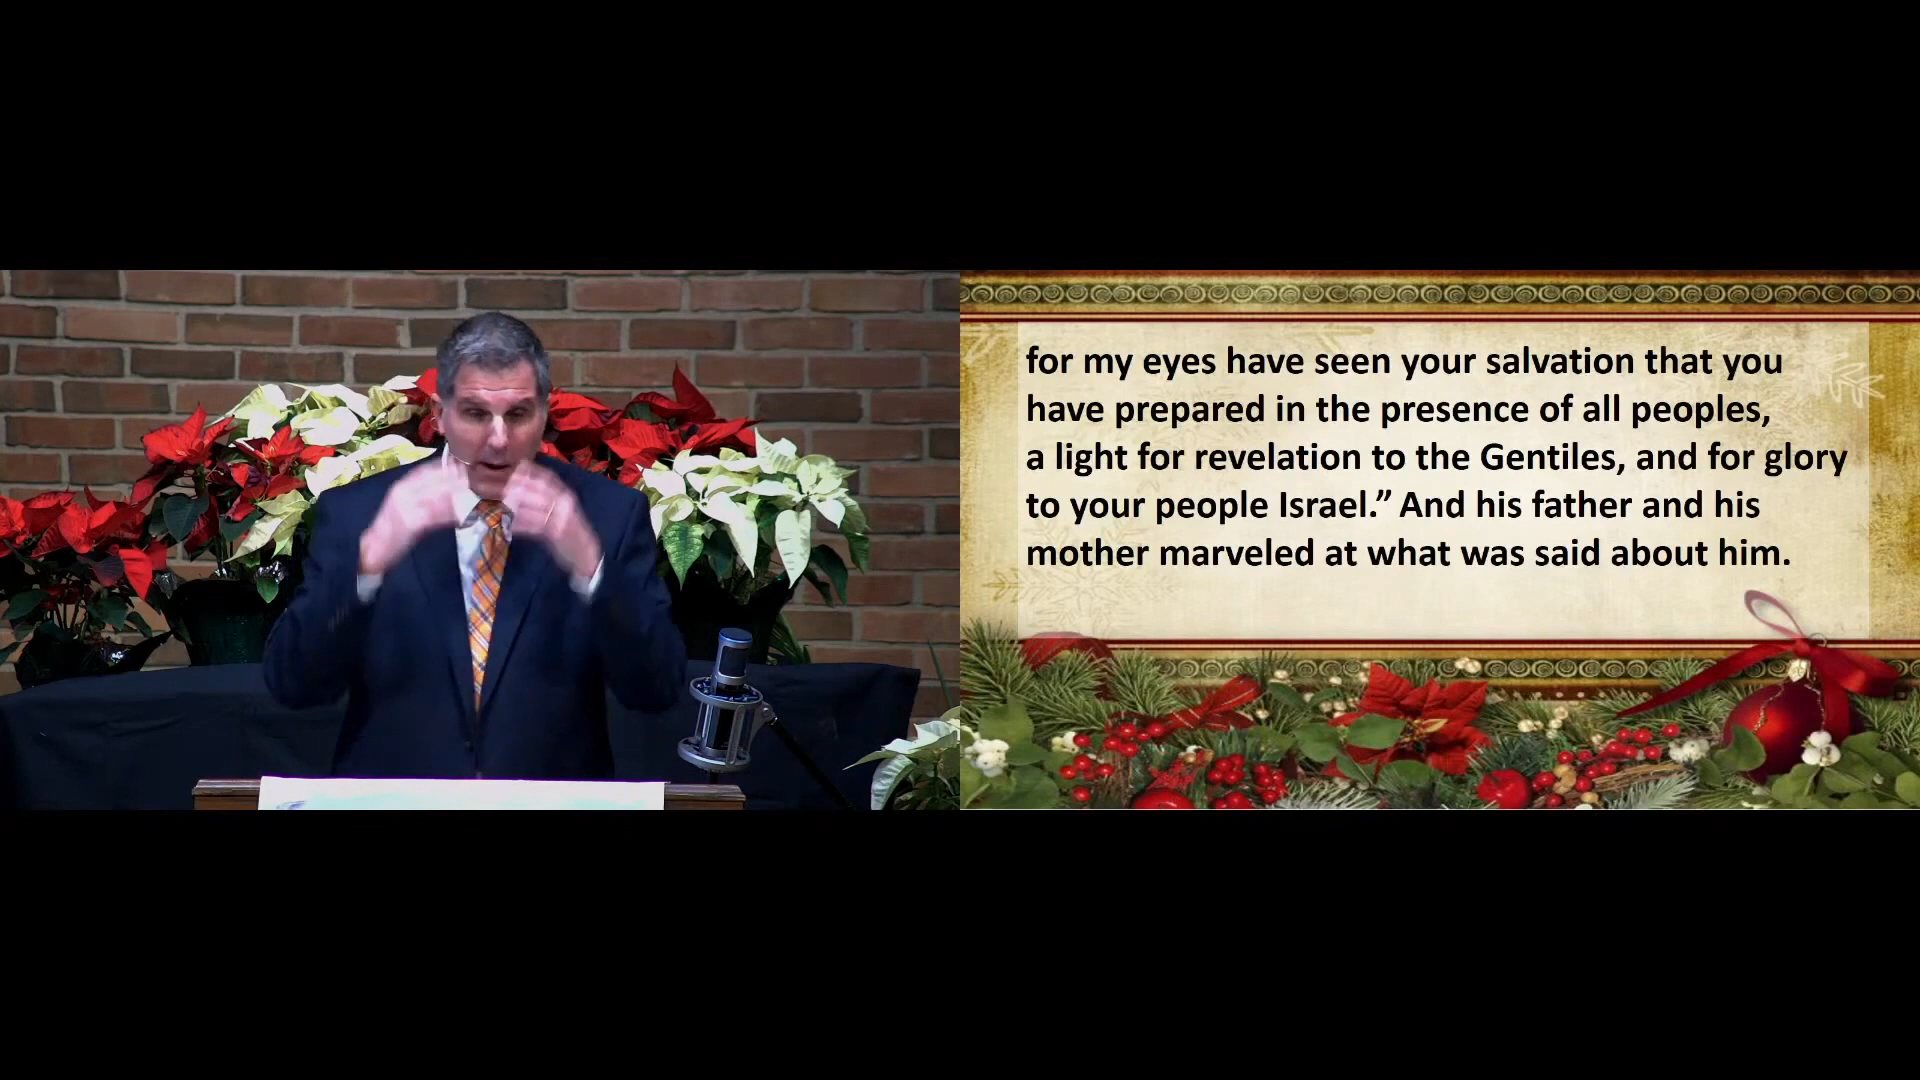 for my eyes have seen your salvation that you
have prepared in the presence of all peoples,
a light for revelation to the Gentiles, and for glory
to your people Israel.” And his father and his
mother marveled at what was said about him.